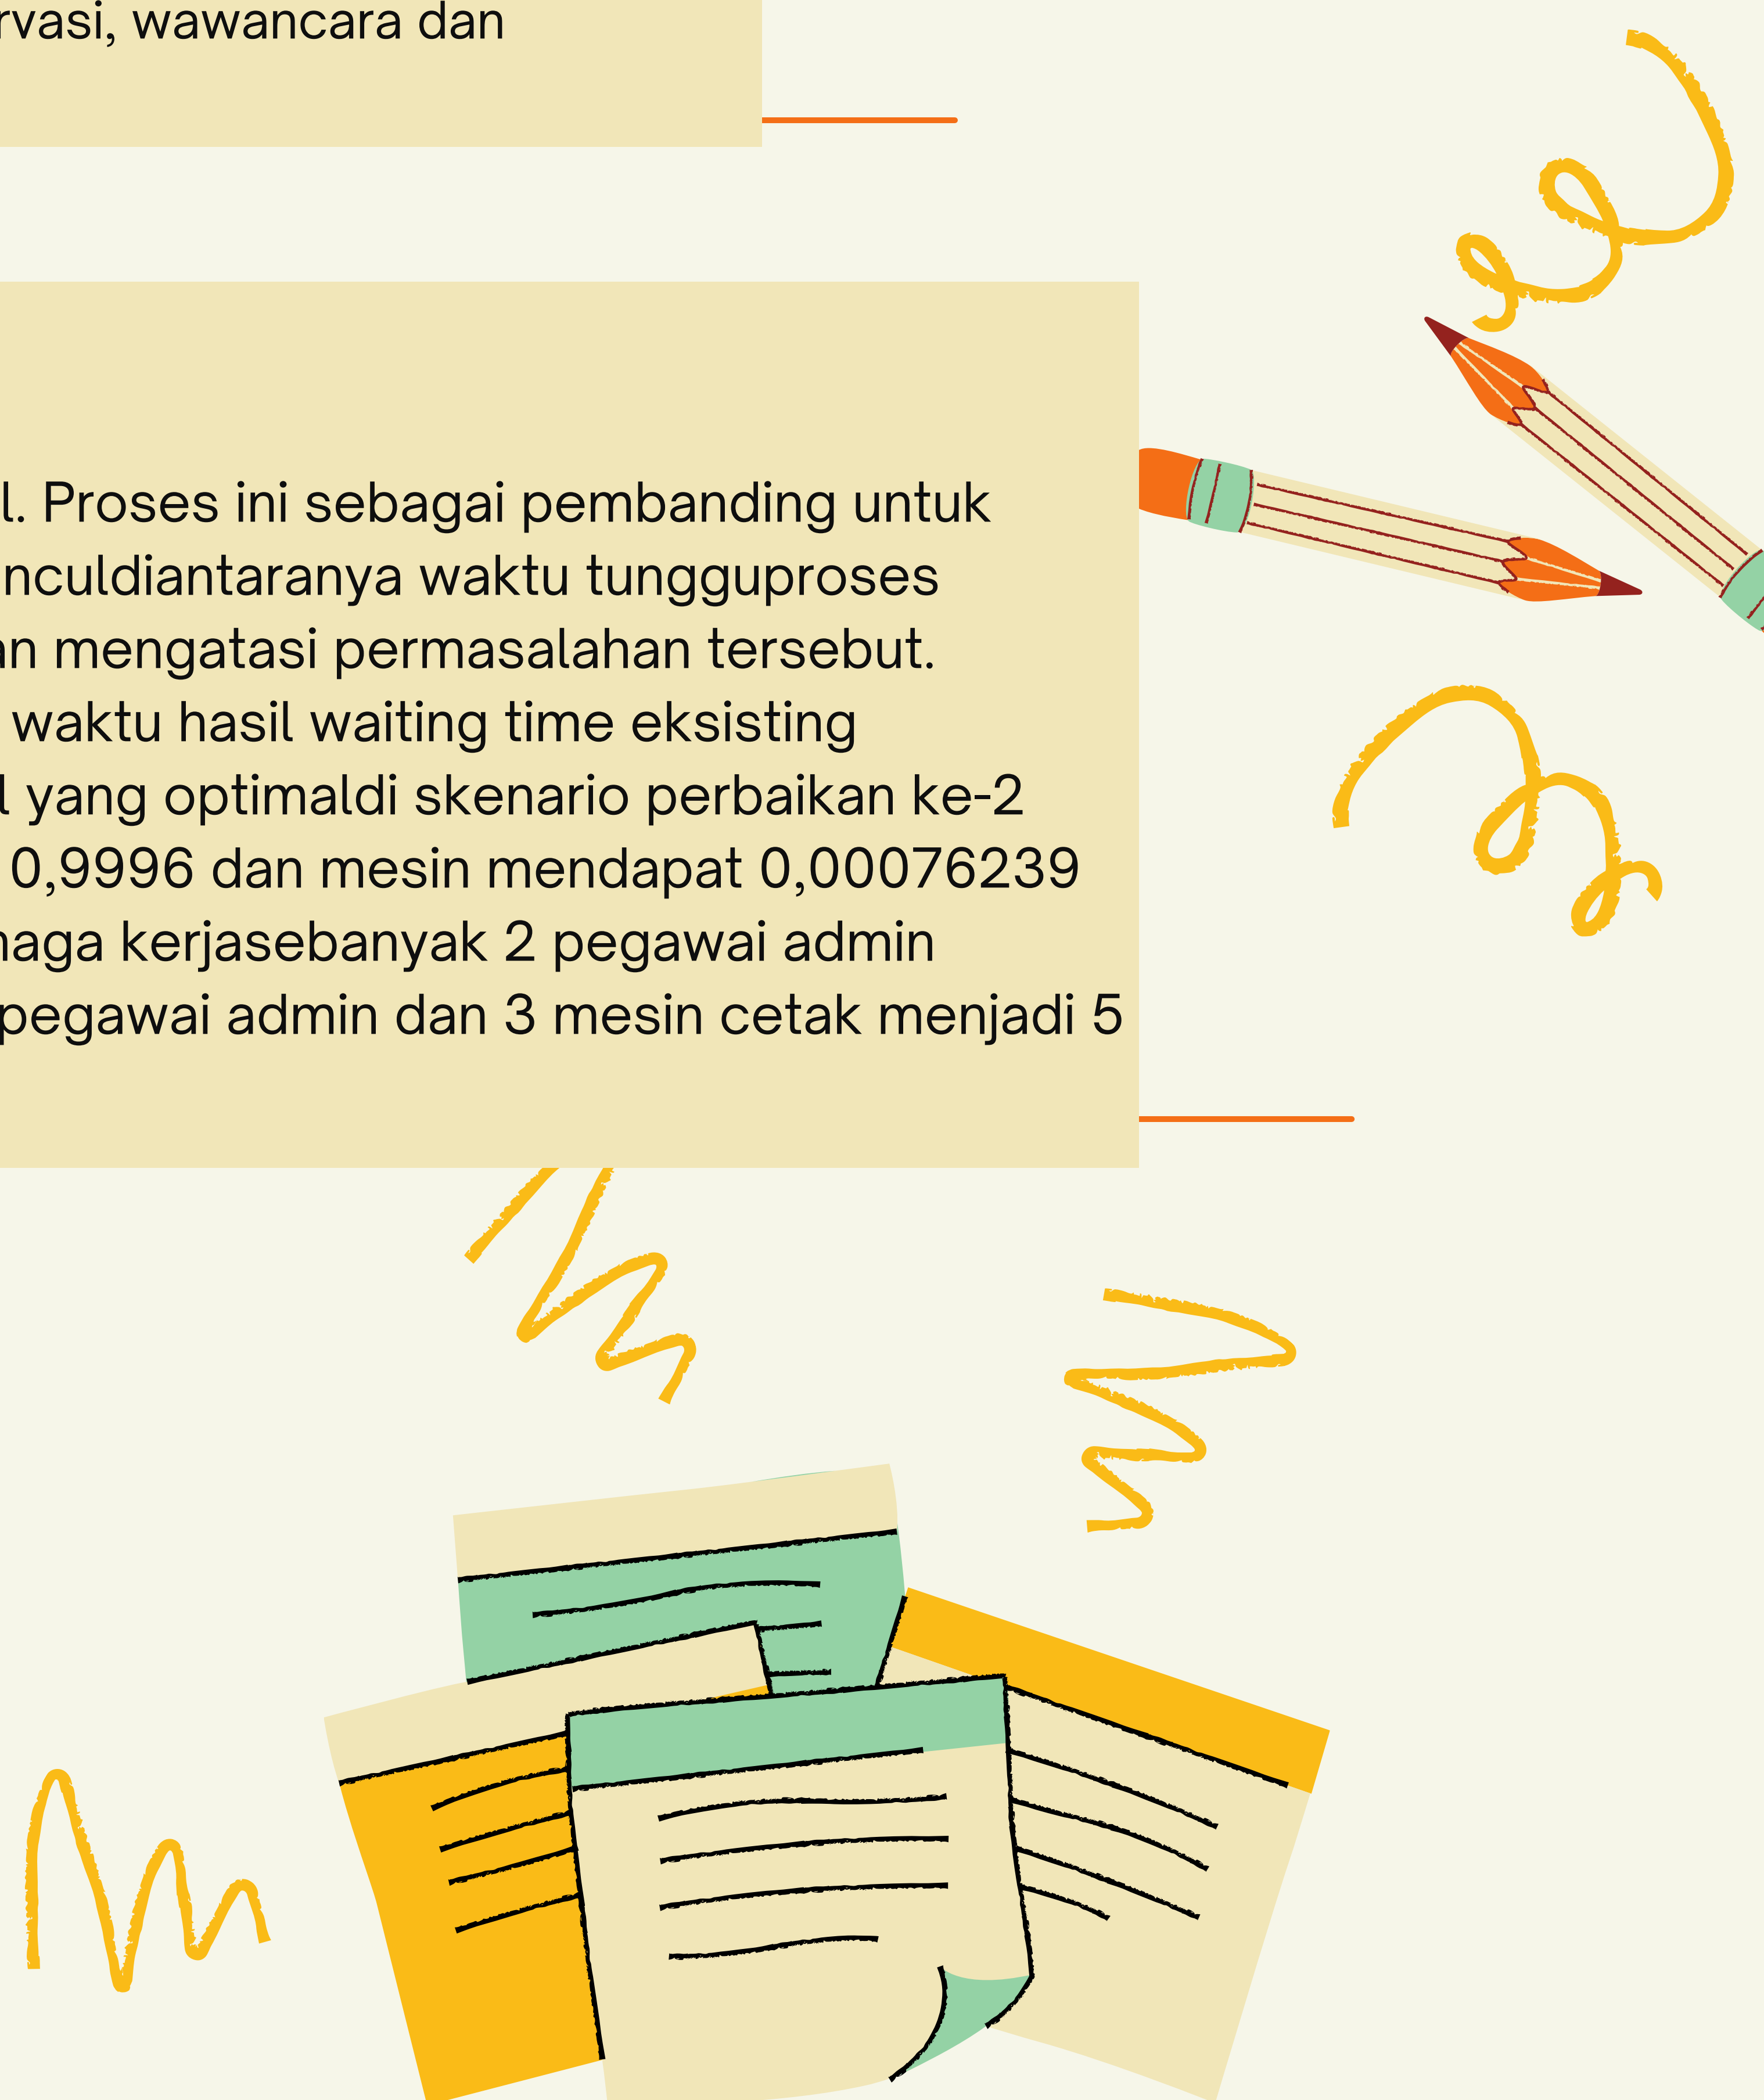 rvasi, wawancara dan
l. Proses ini sebagai pembanding untuk
nculdiantaranya waktu tungguproses
an mengatasi permasalahan tersebut.
waktu hasil waiting time eksisting
l yang optimaldi skenario perbaikan ke-2
0,9996 dan mesin mendapat 0,00076239
naga kerjasebanyak 2 pegawai admin
pegawai admin dan 3 mesin cetak menjadi 5